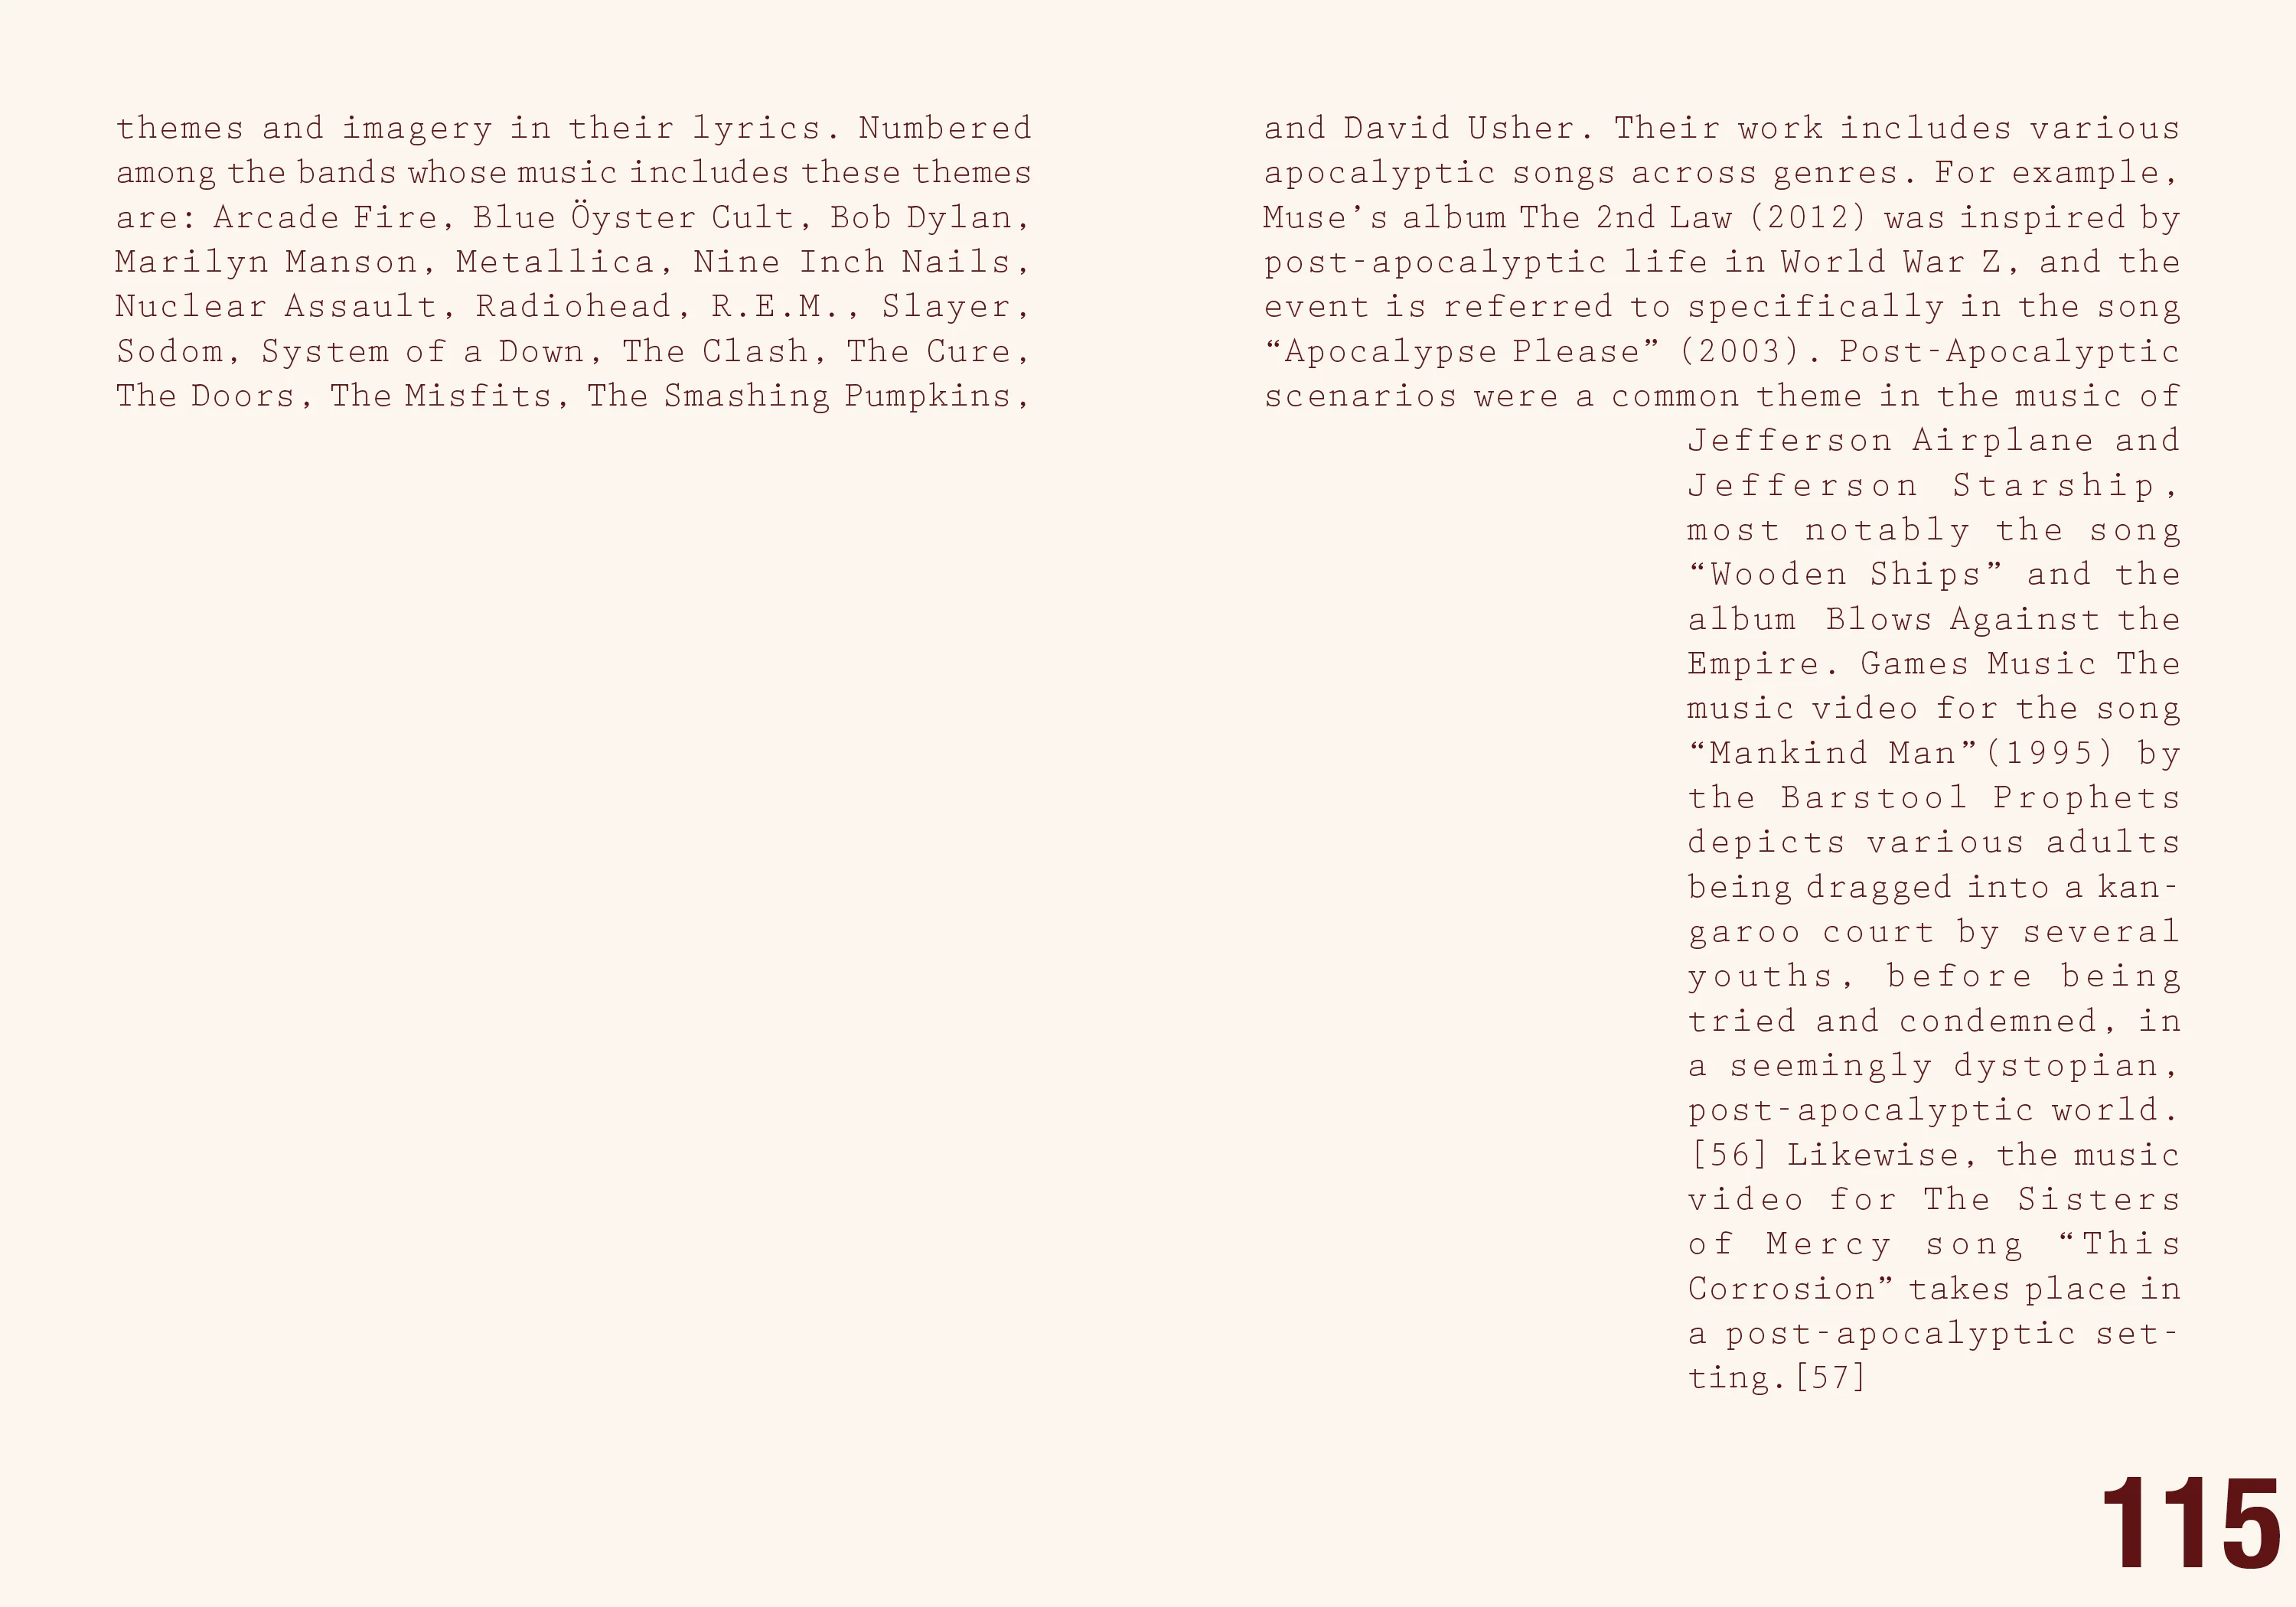 themes and imagery in their lyrics. Numbered
among the bands whose music includes these themes
are: Arcade Fire, Blue Öyster Cult, Bob Dylan,
Marilyn Manson, Metallica, Nine Inch Nails,
Nuclear Assault, Radiohead, R.E.M., Slayer,
Sodom, System of a Down, The Clash, The Cure,
The Doors, The Misfits, The Smashing Pumpkins,
and David Usher. Their work includes various
apocalyptic songs across genres. For example,
Muse’s album The 2nd Law (2012) was inspired by
post-apocalyptic life in World War Z, and the
event is referred to specifically in the song
“Apocalypse Please” (2003). Post-Apocalyptic
scenarios were a common theme in the music of
Jefferson Airplane and
Jefferson Starship,
most notably the song
“Wooden Ships” and the
album Blows Against the
Empire. Games Music The
music video for the song
“Mankind Man”(1995) by
the Barstool Prophets
depicts various adults
being dragged into a kan-
garoo court by several
youths, before being
tried and condemned, in
a seemingly dystopian,
post-apocalyptic world.
[56] Likewise, the music
video for The Sisters
of Mercy song “This
Corrosion” takes place in
a post-apocalyptic set-
ting.[57]
115